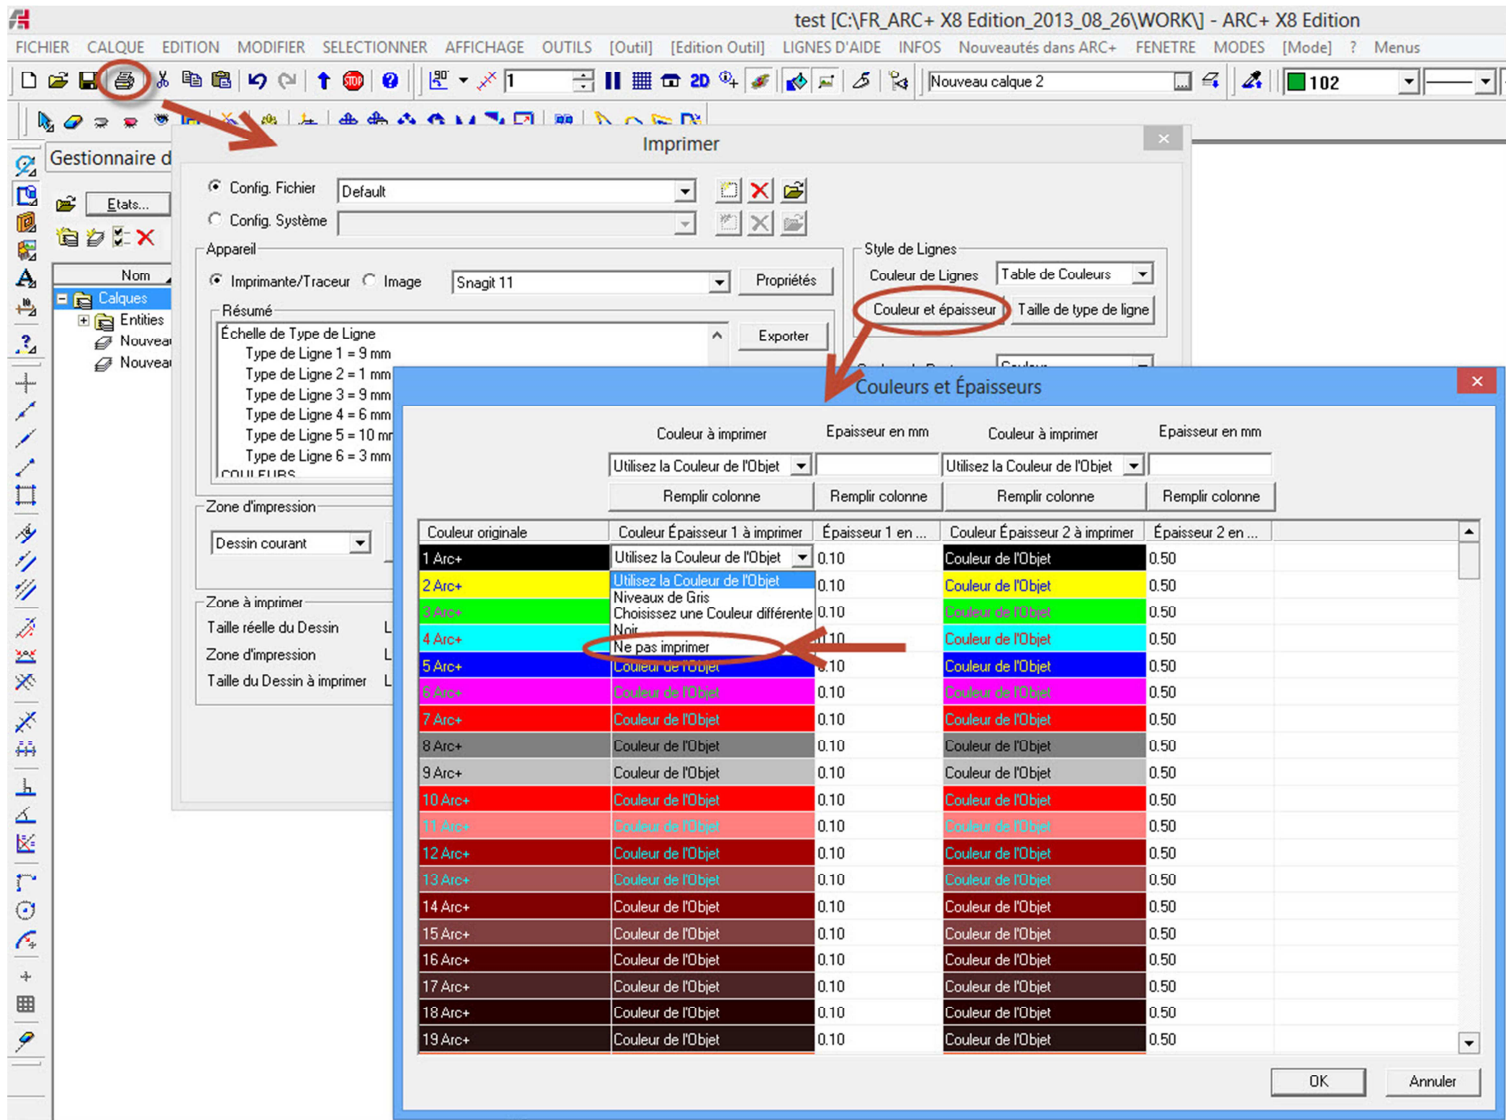 test [C:\FR_ARC+ X8 Edition_2013_08_26\WORK\] - ARC+ X8 Edition
FICHIER CALQUE EDITION MODIFIER SELECTIONNER AFFICHAGE OUTILS [Outil] [Edition Outil] LIGNES D'AIDE INFOS Nouveautés dans ARC+ FENETRE MODES [Mode] ? Menus
STOP 90° 1 2D Nouveau calque 2 102
Gestionnaire d
Etats...
Nom
Calques
Entities
Nouveau
Nouveau
Imprimer
Config. Fichier Default
Config. Système
Appareil
Imprimante/Traceur Image Snagit 11 Propriétés
Résumé
Échelle de Type de Ligne
Type de Ligne 1 = 9 mm
Type de Ligne 2 = 1 mm
Type de Ligne 3 = 9 mm
Type de Ligne 4 = 6 mm
Type de Ligne 5 = 10 mm
Type de Ligne 6 = 3 mm
COULEURS
Exporter
Style de Lignes
Couleur de Lignes Table de Couleurs
Couleur et épaisseur Taille de type de ligne
Zone d'impression
Dessin courant
Zone à imprimer
Taille réelle du Dessin L
Zone d'impression L
Taille du Dessin à imprimer L
Couleurs et Épaisseurs
Couleur à imprimer Epaisseur en mm Couleur à imprimer Epaisseur en mm
Utilisez la Couleur de l'Objet Utilisez la Couleur de l'Objet
Remplir colonne Remplir colonne Remplir colonne Remplir colonne
Couleur originale Couleur Épaisseur 1 à imprimer Épaisseur 1 en ... Couleur Épaisseur 2 à imprimer Épaisseur 2 en ...
1 Arc+ Utilisez la Couleur de l'Objet 0.10 Couleur de l'Objet 0.50
Utilisez la Couleur de l'Objet
Niveaux de Gris
Choisissez une Couleur différente
Noir
Ne pas imprimer
2 Arc+ 0.10 Couleur de l'Objet 0.50
3 Arc+ 0.10 Couleur de l'Objet 0.50
4 Arc+ 0.10 Couleur de l'Objet 0.50
5 Arc+ Couleur de l'Objet 0.10 Couleur de l'Objet 0.50
6 Arc+ Couleur de l'Objet 0.10 Couleur de l'Objet 0.50
7 Arc+ Couleur de l'Objet 0.10 Couleur de l'Objet 0.50
8 Arc+ Couleur de l'Objet 0.10 Couleur de l'Objet 0.50
9 Arc+ Couleur de l'Objet 0.10 Couleur de l'Objet 0.50
10 Arc+ Couleur de l'Objet 0.10 Couleur de l'Objet 0.50
11 Arc+ Couleur de l'Objet 0.10 Couleur de l'Objet 0.50
12 Arc+ Couleur de l'Objet 0.10 Couleur de l'Objet 0.50
13 Arc+ Couleur de l'Objet 0.10 Couleur de l'Objet 0.50
14 Arc+ Couleur de l'Objet 0.10 Couleur de l'Objet 0.50
15 Arc+ Couleur de l'Objet 0.10 Couleur de l'Objet 0.50
16 Arc+ Couleur de l'Objet 0.10 Couleur de l'Objet 0.50
17 Arc+ Couleur de l'Objet 0.10 Couleur de l'Objet 0.50
18 Arc+ Couleur de l'Objet 0.10 Couleur de l'Objet 0.50
19 Arc+ Couleur de l'Objet 0.10 Couleur de l'Objet 0.50
OK Annuler